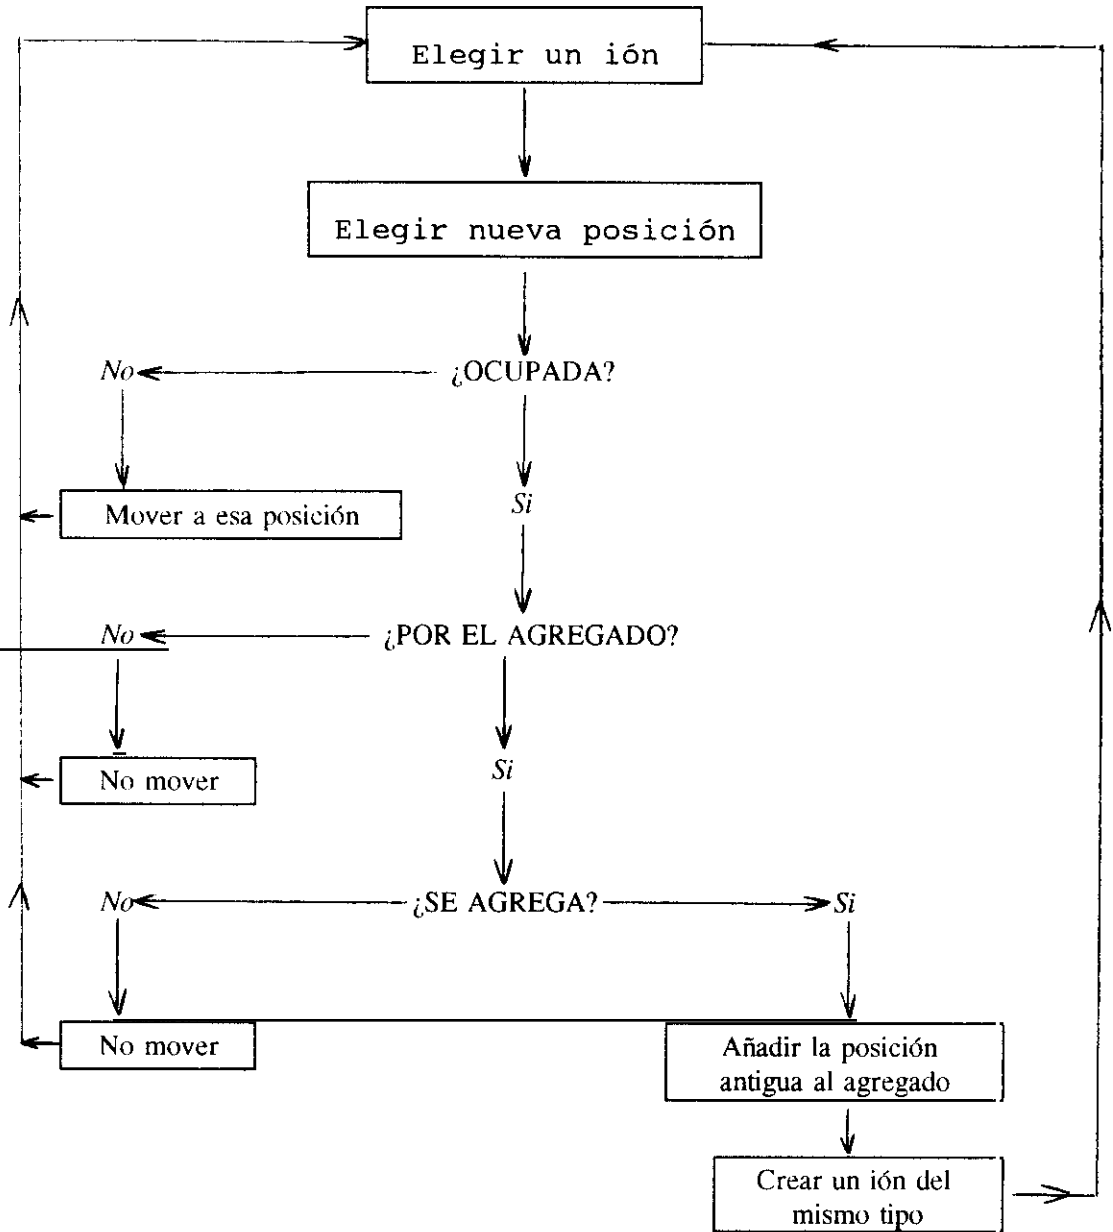 Elegir un ión
Elegir nueva posición
No
¿OCUPADA?
Mover a esa posición
Si
No
¿POR EL AGREGADO?
No mover
Si
No
¿SE AGREGA?
Si
No mover
Añadir la posición
antigua al agregado
Crear un ión del
mismo tipo